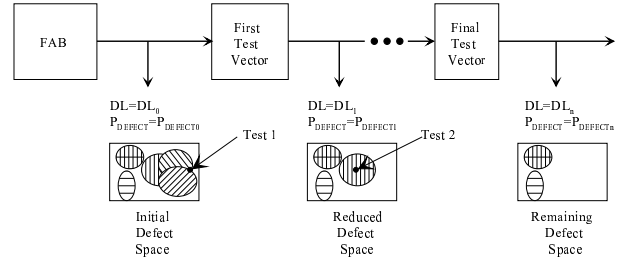 FAB
First
Test
Vector
Final
Test
Vector
DL=DL0
PDEFECT=PDEFECT0
DL=DL1
PDEFECT=PDEFECT1
DL=DLn
PDEFECT=PDEFECTn
Test 1
Test 2
Initial
Defect
Space
Reduced
Defect
Space
Remaining
Defect
Space